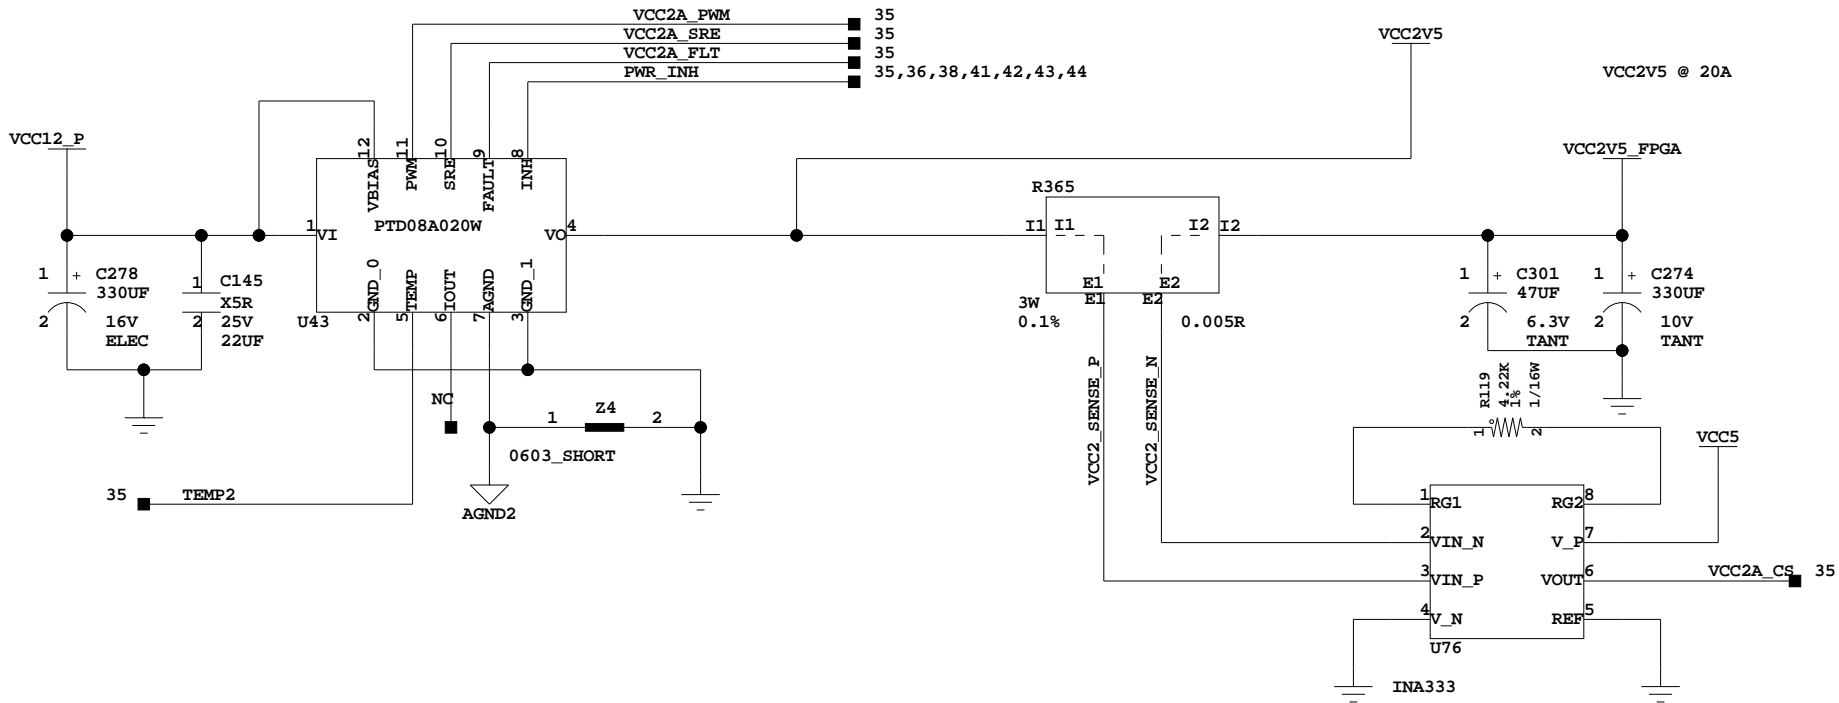 VCC2A_PWM 35
VCC2A_SRE 35
VCC2A_FLT 35
PWR_INH 35,36,38,41,42,43,44
VCC2V5
VCC2V5 @ 20A
VCC12_P
VCC2V5_FPGA
12 11 10 9 8
VBIAS PWM SRE FAULT INH
PTD08A020W
1 VI
VO 4
GND_0 TEMP IOUT AGND GND_1
2 5 6 7 3
U43
R365
I1 I1 I2 I2
E1 E2
E1 E2
3W
0.1%
0.005R
1 + C278
330UF
2 16V
ELEC
1 C145
X5R
2 25V
22UF
1 + C301
47UF
2 6.3V
TANT
1 + C274
330UF
2 10V
TANT
NC
1 Z4 2
0603_SHORT
35 TEMP2
AGND2
VCC2_SENSE_P
VCC2_SENSE_N
R119
4.22K
1%
1/16W
1 2
VCC5
1 RG1 RG2 8
2 VIN_N V_P 7
3 VIN_P VOUT 6
VCC2A_CS 35
4 V_N REF 5
U76
INA333